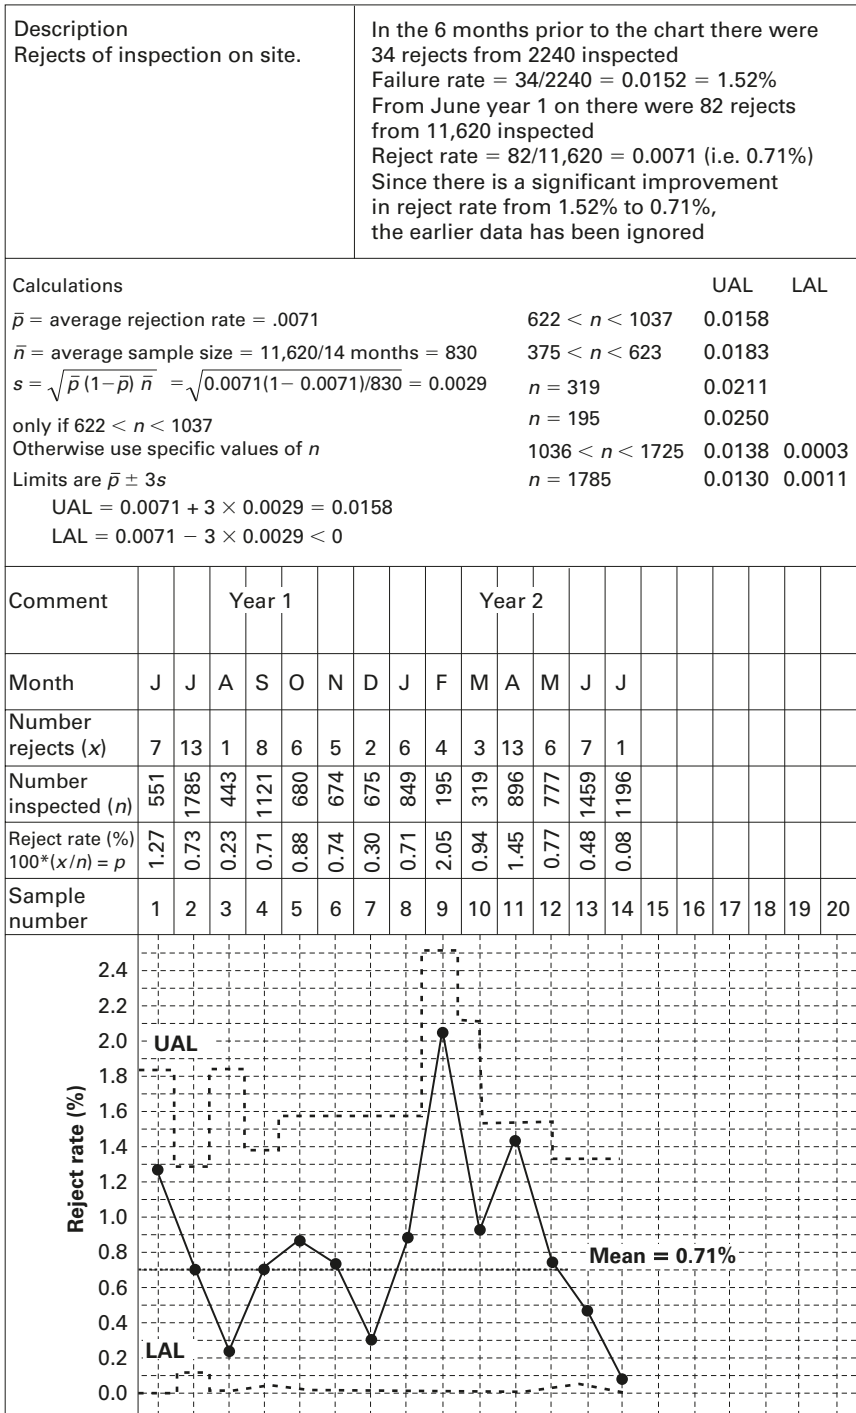 Description
Rejects of inspection on site.
In the 6 months prior to the chart there were
34 rejects from 2240 inspected
Failure rate = 34/2240 = 0.0152 = 1.52%
From June year 1 on there were 82 rejects
from 11,620 inspected
Reject rate = 82/11,620 = 0.0071 (i.e. 0.71%)
Since there is a significant improvement
in reject rate from 1.52% to 0.71%,
the earlier data has been ignored
Calculations
p̅ = average rejection rate = .0071
n̅ = average sample size = 11,620/14 months = 830
s = √p̅ (1−p̅) n̅ = √0.0071(1− 0.0071)/830 = 0.0029
only if 622 < n < 1037
Otherwise use specific values of n
Limits are p̅ ± 3s
UAL = 0.0071 + 3 × 0.0029 = 0.0158
LAL = 0.0071 − 3 × 0.0029 < 0
UAL LAL
622 < n < 1037 0.0158
375 < n < 623 0.0183
n = 319 0.0211
n = 195 0.0250
1036 < n < 1725 0.0138 0.0003
n = 1785 0.0130 0.0011
Comment Year 1 Year 2
Month J J A S O N D J F M A M J J
Number
rejects (x) 7 13 1 8 6 5 2 6 4 3 13 6 7 1
Number
inspected (n) 551 1785 443 1121 680 674 675 849 195 319 896 777 1459 1196
Reject rate (%)
100*(x/n) = p 1.27 0.73 0.23 0.71 0.88 0.74 0.30 0.71 2.05 0.94 1.45 0.77 0.48 0.08
Sample
number 1 2 3 4 5 6 7 8 9 10 11 12 13 14 15 16 17 18 19 20
Reject rate (%)
2.4
2.2
2.0
1.8
1.6
1.4
1.2
1.0
0.8
0.6
0.4
0.2
0.0
UAL
Mean = 0.71%
LAL